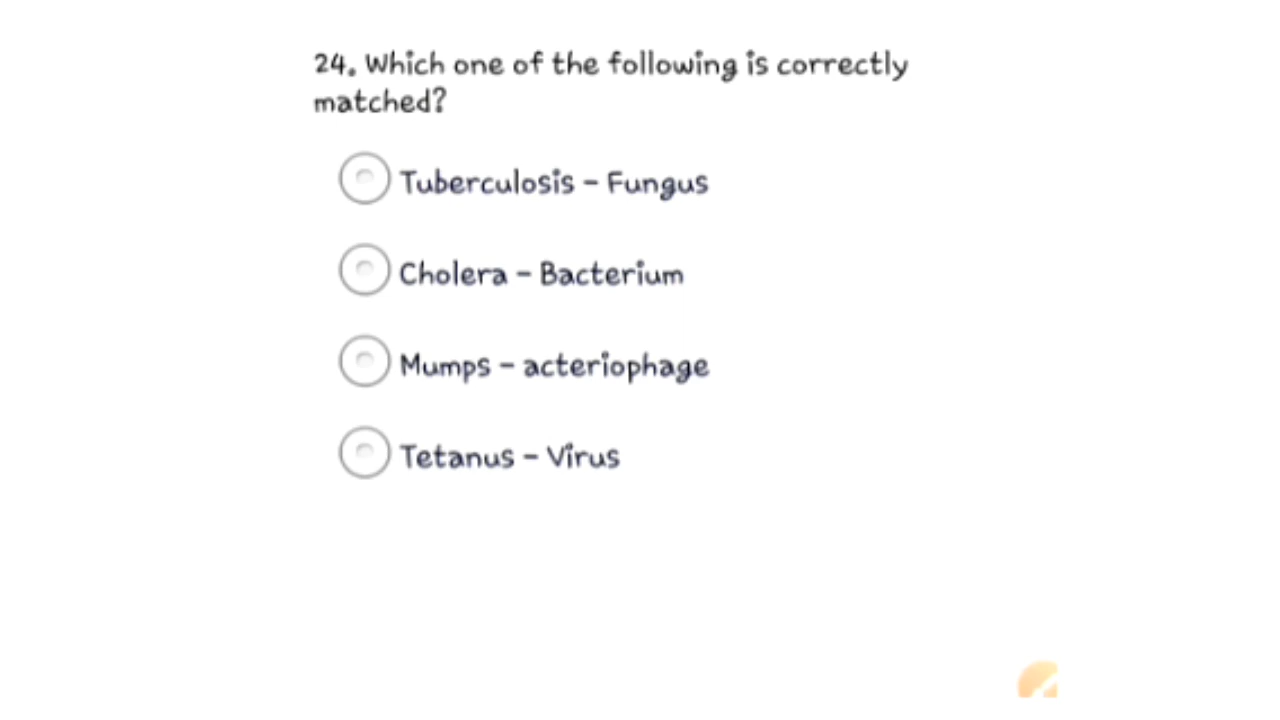 24. Which one of the following is correctly
matched?
Tuberculosis - Fungus
Cholera - Bacterium
Mumps - acteriophage
Tetanus - Virus